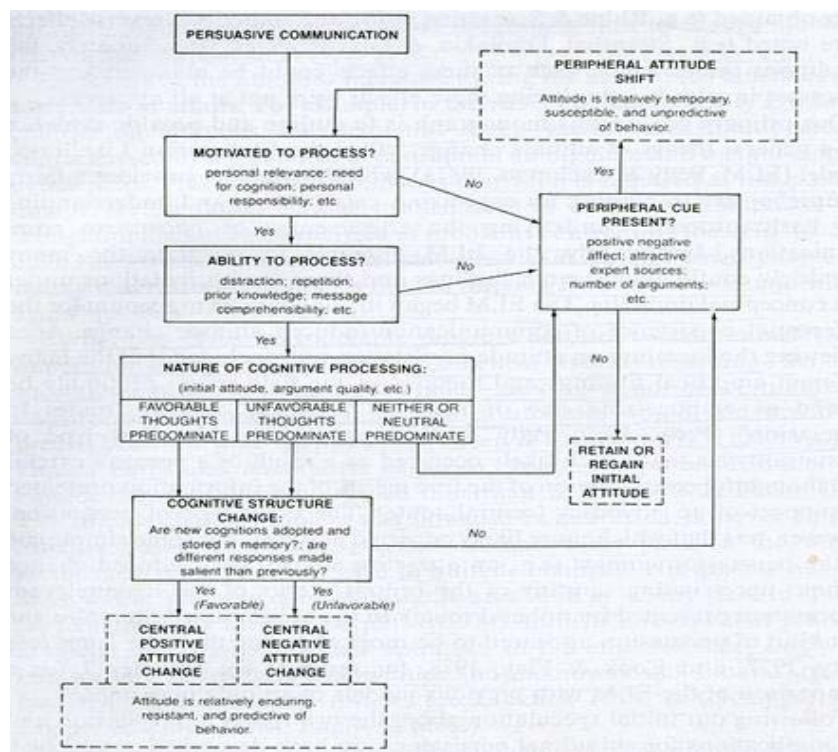 PERSUASIVE COMMUNICATION
PERIPHERAL ATTITUDE
SHIFT
Attitude is relatively temporary,
susceptible, and unpredictive
of behavior.
MOTIVATED TO PROCESS?
personal relevance; need
for cognition; personal
responsibility; etc.
No
Yes
PERIPHERAL CUE
PRESENT?
positive negative
affect; attractive
expert sources;
number of arguments;
etc.
Yes
ABILITY TO PROCESS?
distraction; repetition;
prior knowledge; message
comprehensibility; etc.
No
Yes
No
NATURE OF COGNITIVE PROCESSING:
(initial attitude, argument quality, etc.)
FAVORABLE
THOUGHTS
PREDOMINATE
UNFAVORABLE
THOUGHTS
PREDOMINATE
NEITHER OR
NEUTRAL
PREDOMINATE
RETAIN OR
REGAIN
INITIAL
ATTITUDE
COGNITIVE STRUCTURE
CHANGE:
Are new cognitions adopted and
stored in memory?; are
different responses made
salient than previously?
No
Yes
(Favorable)
Yes
(Unfavorable)
CENTRAL
POSITIVE
ATTITUDE
CHANGE
CENTRAL
NEGATIVE
ATTITUDE
CHANGE
Attitude is relatively enduring,
resistant, and predictive of
behavior.